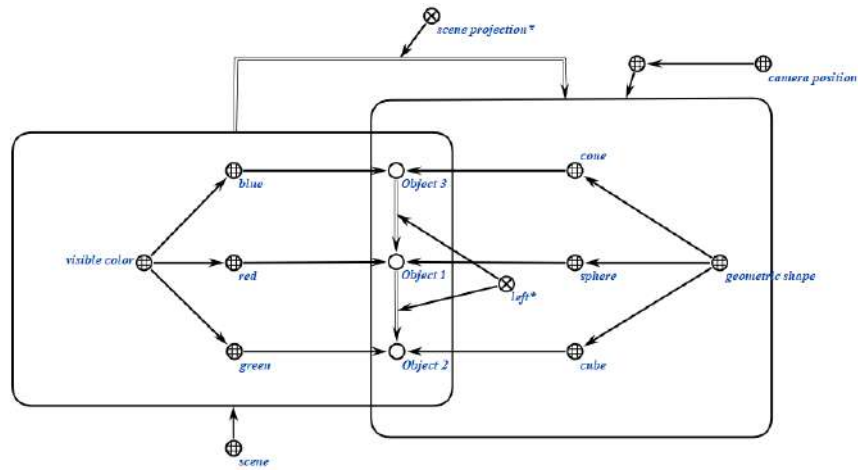 scene projection*
camera position
cone
blue
Object 3
visible color
red
Object 1
sphere
geometric shape
left*
green
Object 2
cube
scene